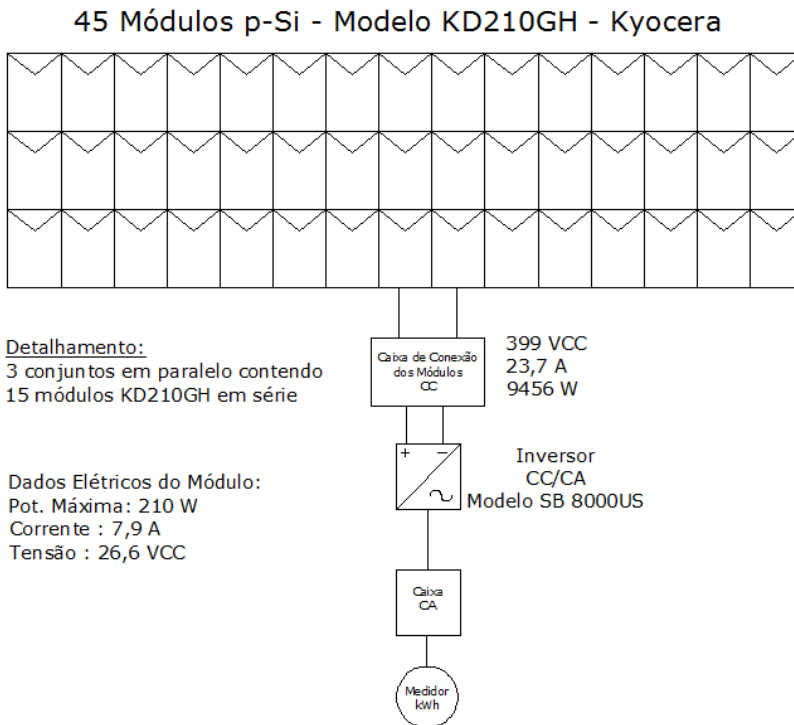 45 Módulos p-Si - Modelo KD210GH - Kyocera
Detalhamento:
3 conjuntos em paralelo contendo
15 módulos KD210GH em série
Caixa de Conexão
dos Módulos
CC
399 VCC
23,7 A
9456 W
Dados Elétricos do Módulo:
Pot. Máxima: 210 W
Corrente : 7,9 A
Tensão : 26,6 VCC
+ −
Inversor
CC/CA
Modelo SB 8000US
Caixa
CA
Medidor
kWh